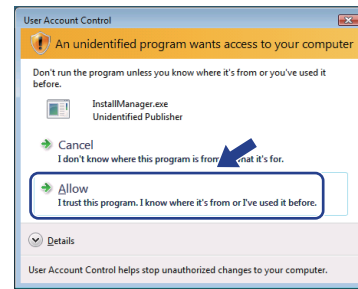 User Account Control
An unidentified program wants access to your computer
Don't run the program unless you know where it's from or you've used it
before.
InstallManager.exe
Unidentified Publisher
Cancel
I don't know where this program is from hat it's for.
Allow
I trust this program. I know where it's from or I've used it before.
Details
User Account Control helps stop unauthorized changes to your computer.